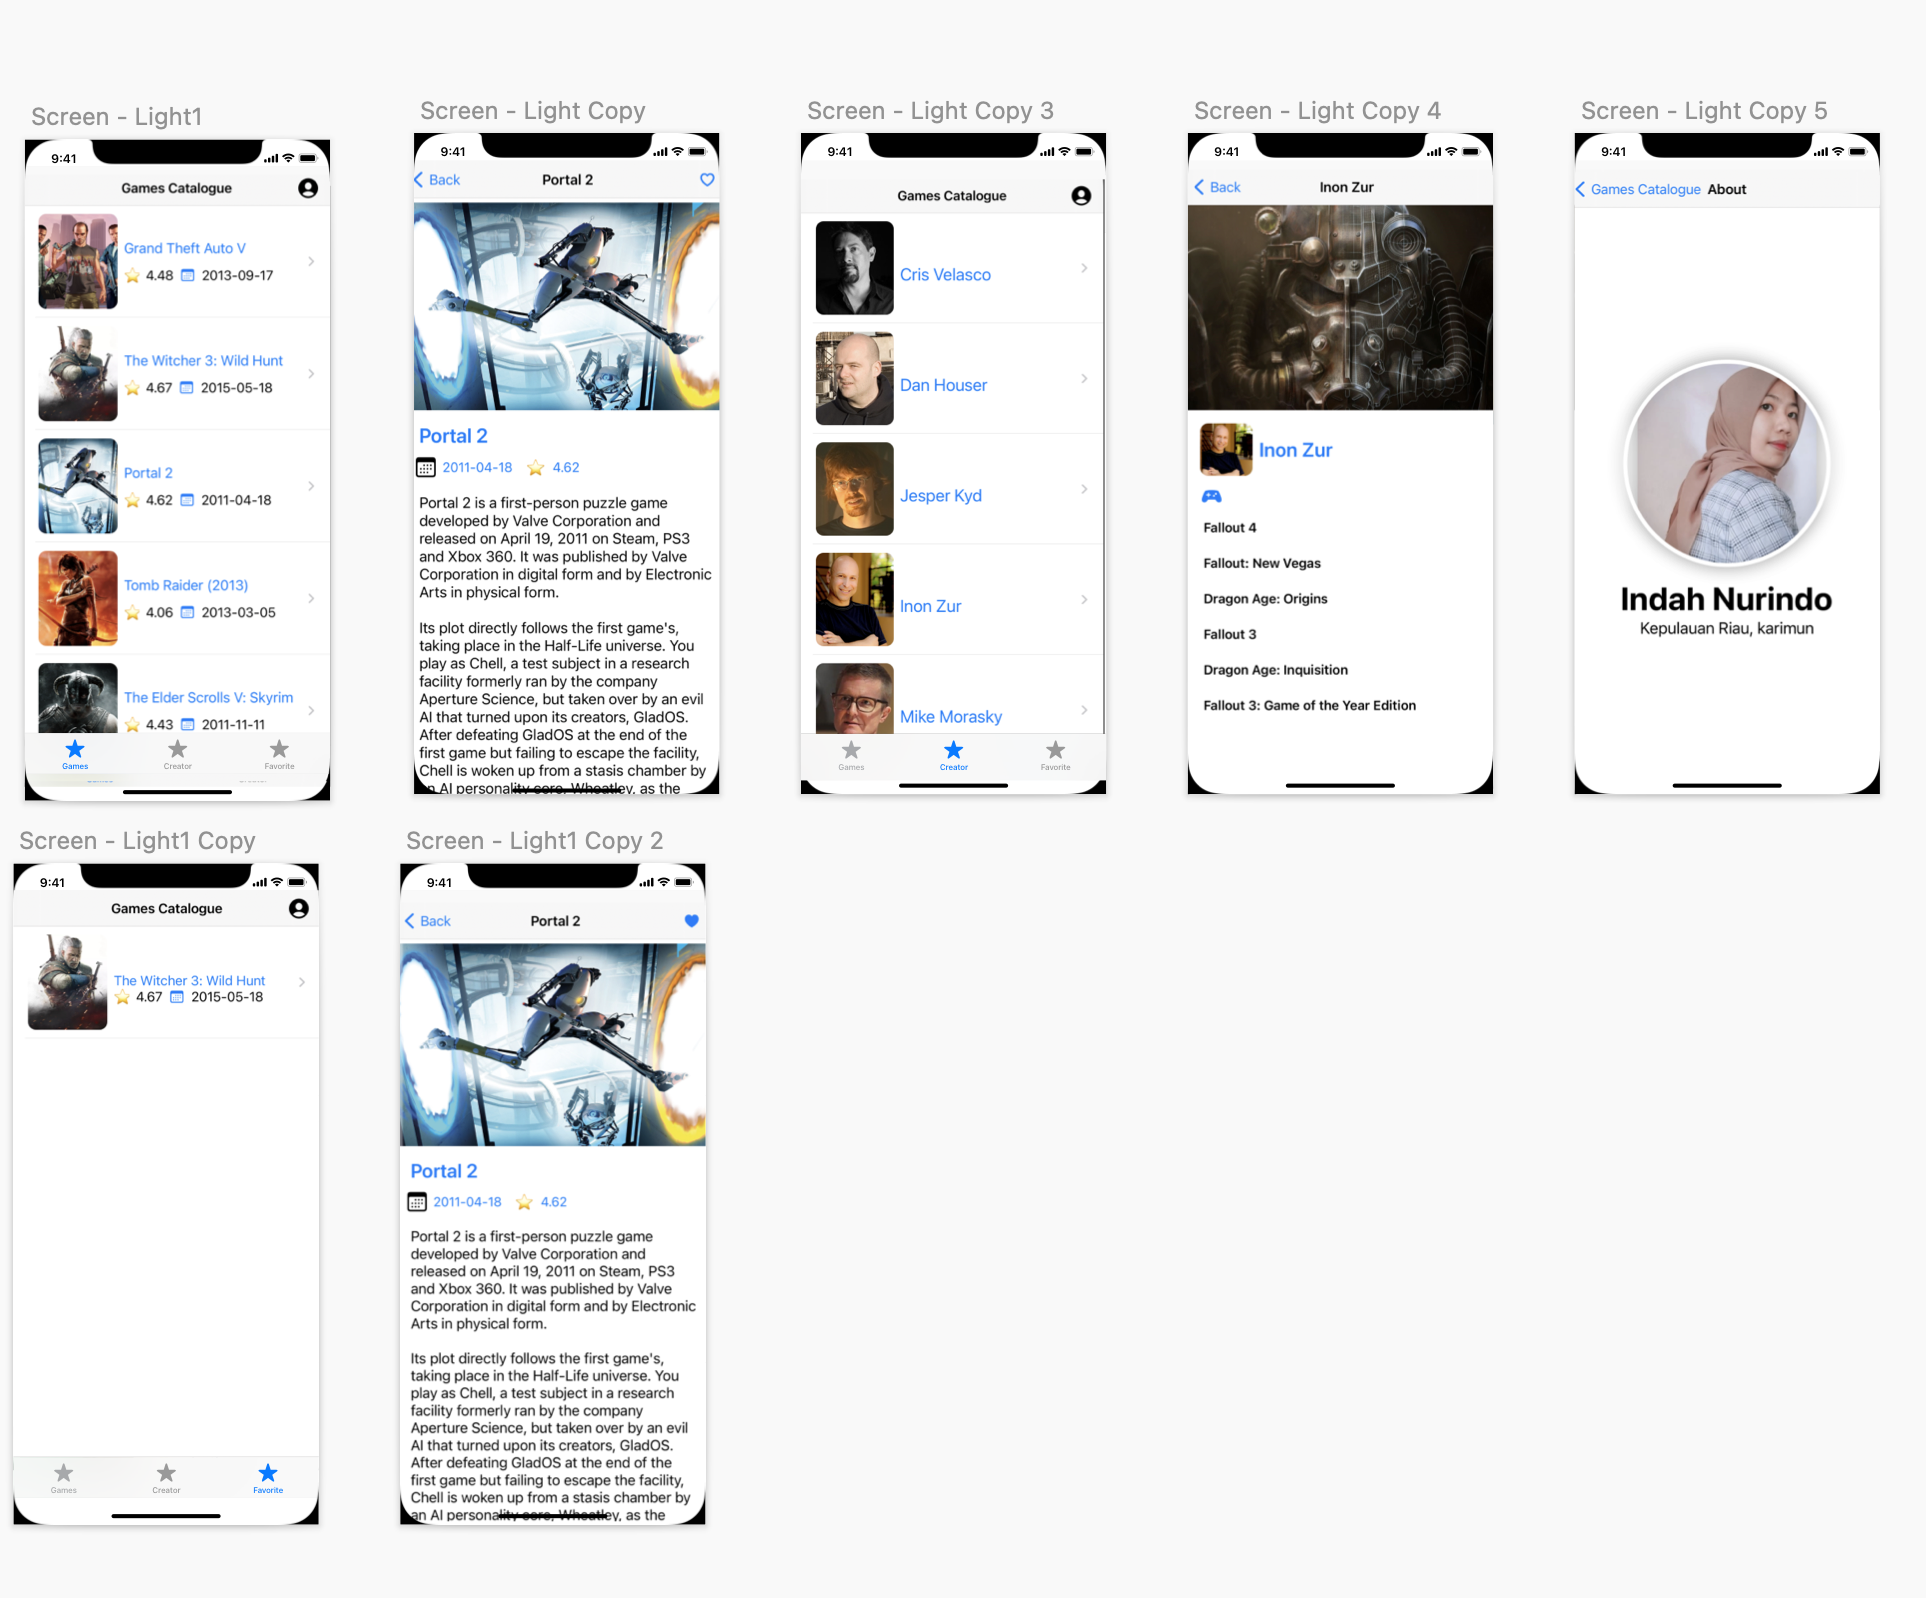 Screen - Light1
9:41
Games Catalogue
Grand Theft Auto V
4.48 2013-09-17
The Witcher 3: Wild Hunt
4.67 2015-05-18
Portal 2
4.62 2011-04-18
Tomb Raider (2013)
4.06 2013-03-05
The Elder Scrolls V: Skyrim
4.43 2011-11-11
Games Creator Favorite
Screen - Light Copy
9:41
Back Portal 2
Portal 2
2011-04-18 4.62
Portal 2 is a first-person puzzle game
developed by Valve Corporation and
released on April 19, 2011 on Steam, PS3
and Xbox 360. It was published by Valve
Corporation in digital form and by Electronic
Arts in physical form.
Its plot directly follows the first game's,
taking place in the Half-Life universe. You
play as Chell, a test subject in a research
facility formerly ran by the company
Aperture Science, but taken over by an evil
AI that turned upon its creators, GladOS.
After defeating GladOS at the end of the
first game but failing to escape the facility,
Chell is woken up from a stasis chamber by
an AI personality core, Wheatley, as the
Screen - Light Copy 3
9:41
Games Catalogue
Cris Velasco
Dan Houser
Jesper Kyd
Inon Zur
Mike Morasky
Games Creator Favorite
Screen - Light Copy 4
9:41
Back Inon Zur
Inon Zur
Fallout 4
Fallout: New Vegas
Dragon Age: Origins
Fallout 3
Dragon Age: Inquisition
Fallout 3: Game of the Year Edition
Screen - Light Copy 5
9:41
Games Catalogue About
Indah Nurindo
Kepulauan Riau, karimun
Screen - Light1 Copy
9:41
Games Catalogue
The Witcher 3: Wild Hunt
4.67 2015-05-18
Games Creator Favorite
Screen - Light1 Copy 2
9:41
Back Portal 2
Portal 2
2011-04-18 4.62
Portal 2 is a first-person puzzle game
developed by Valve Corporation and
released on April 19, 2011 on Steam, PS3
and Xbox 360. It was published by Valve
Corporation in digital form and by Electronic
Arts in physical form.
Its plot directly follows the first game's,
taking place in the Half-Life universe. You
play as Chell, a test subject in a research
facility formerly ran by the company
Aperture Science, but taken over by an evil
AI that turned upon its creators, GladOS.
After defeating GladOS at the end of the
first game but failing to escape the facility,
Chell is woken up from a stasis chamber by
an AI personality core, Wheatley, as the